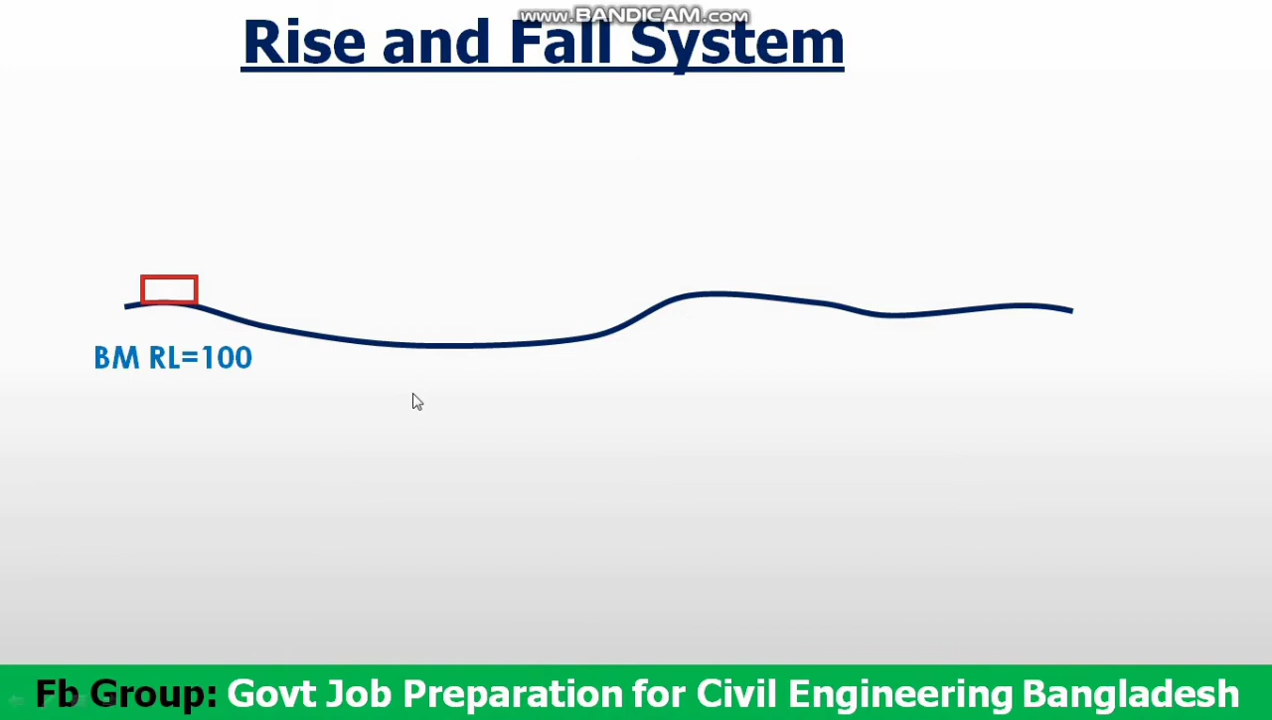 www.BANDICAM.com
Rise and Fall System
BM RL=100
Fb Group: Govt Job Preparation for Civil Engineering Bangladesh